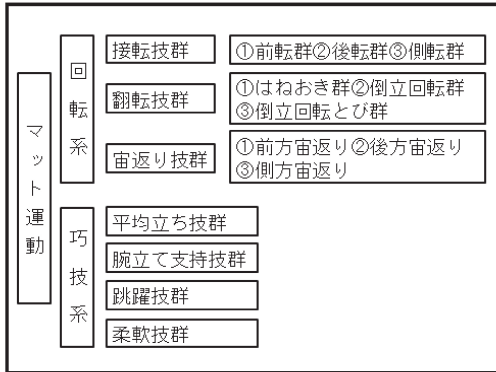 マット運動
回転系
接転技群
①前転群②後転群③側転群
翻転技群
①はねおき群②倒立回転群
③倒立回転とび群
宙返り技群
①前方宙返り②後方宙返り
③側方宙返り
巧技系
平均立ち技群
腕立て支持技群
跳躍技群
柔軟技群